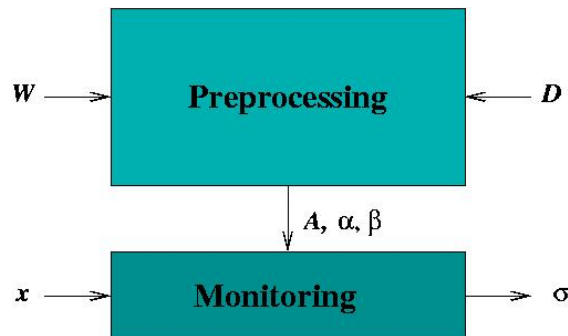 W Preprocessing D
A, α, β
x Monitoring σ